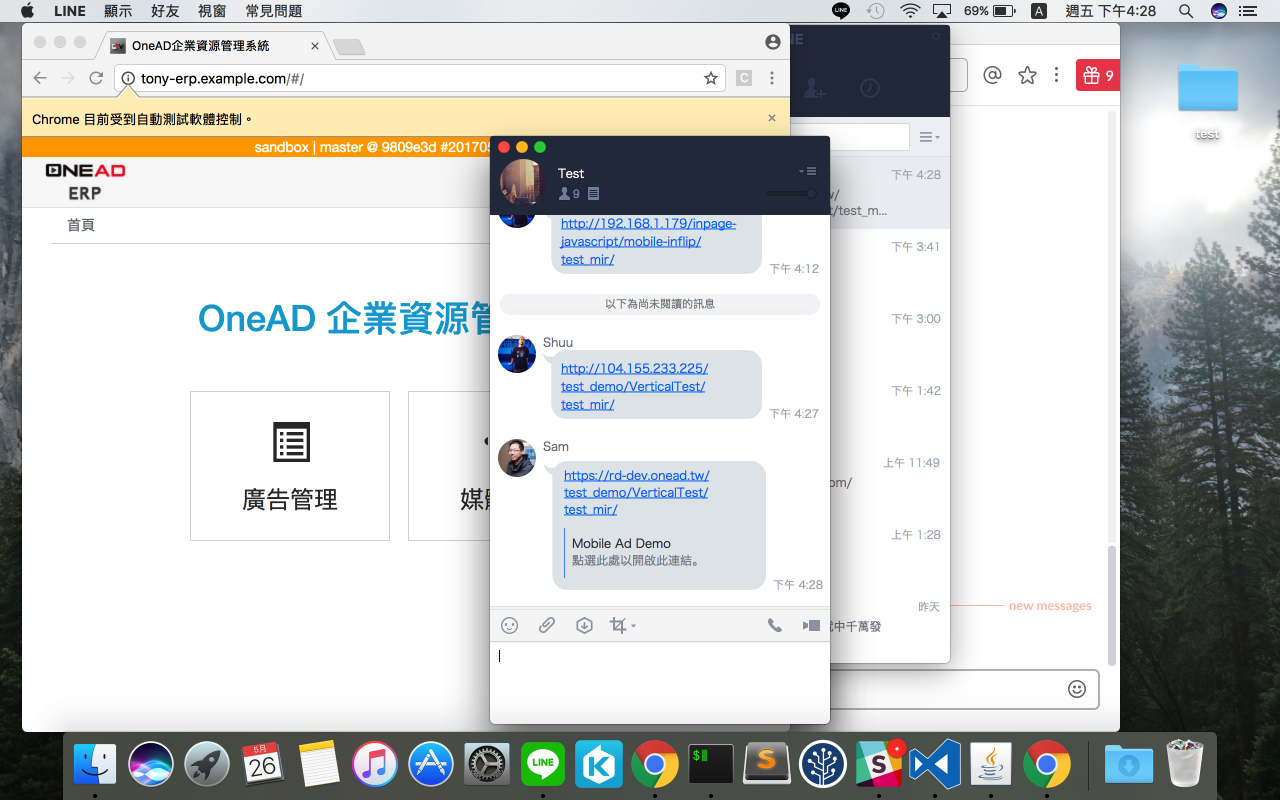 LINE 顯示 好友 視窗 常見問題
LINE 69% A 週五 下午4:28
OneAD企業資源管理系統
tony-erp.example.com/#/
C
9
test
Chrome 目前受到自動測試軟體控制。
sandbox | master @ 9809e3d #20170
ONEAD
ERP
首頁
OneAD 企業資源管
廣告管理
Test
9
http://192.168.1.179/inpage-
javascript/mobile-inflip/
test_mir/
下午 4:12
以下為尚未閱讀的訊息
Shuu
http://104.155.233.225/
test_demo/VerticalTest/
test_mir/
下午 4:27
Sam
https://rd-dev.onead.tw/
test_demo/VerticalTest/
test_mir/
Mobile Ad Demo
點選此處以開啟此連結。
下午 4:28
下午 4:28
t/test_m...
下午 3:41
下午 3:00
下午 1:42
上午 11:49
om/
上午 1:28
昨天
中千萬發
new messages
5月
26
LINE
K
$
S
S